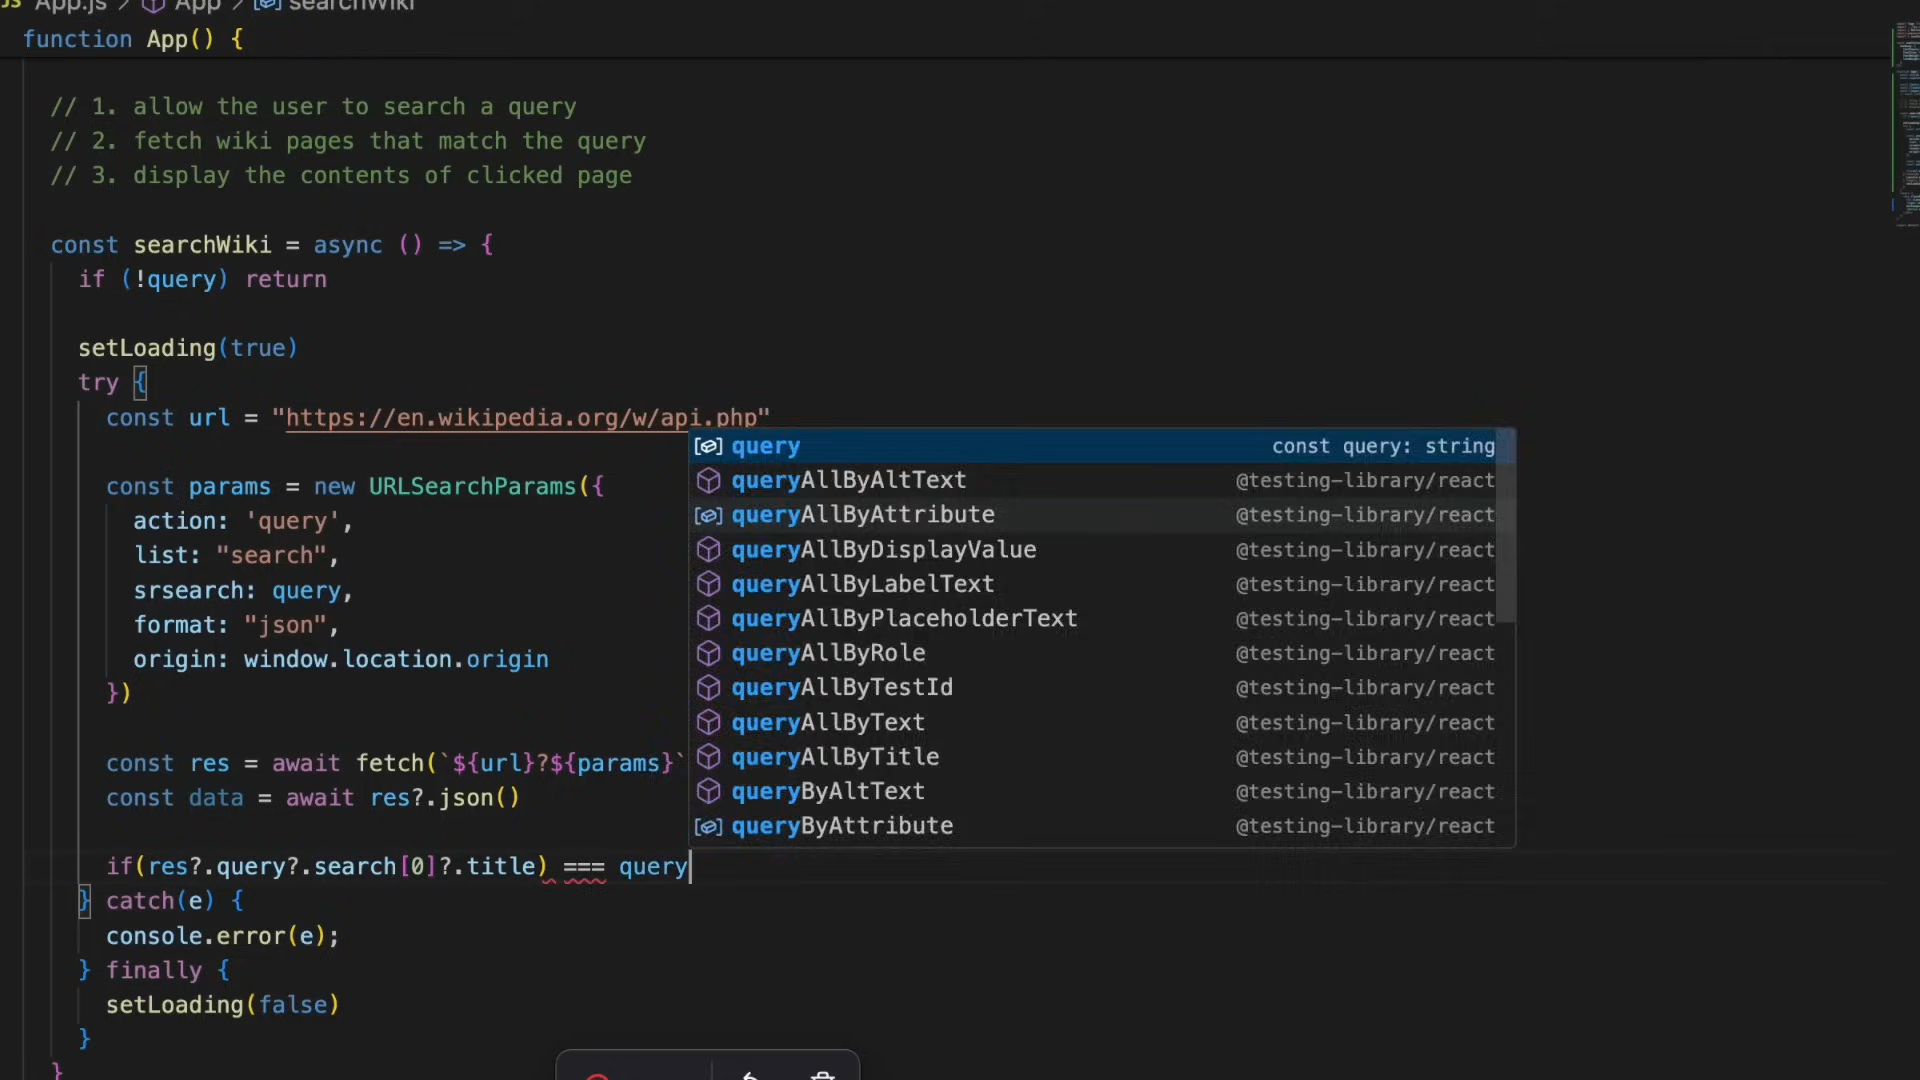 JS App.js > App > searchWiki
function App() {
// 1. allow the user to search a query
// 2. fetch wiki pages that match the query
// 3. display the contents of clicked page
const searchWiki = async () => {
if (!query) return
setLoading(true)
try {
const url = "https://en.wikipedia.org/w/api.php"
const params = new URLSearchParams({
action: 'query',
list: "search",
srsearch: query,
format: "json",
origin: window.location.origin
})
const res = await fetch(`${url}?${params}`
const data = await res?.json()
if(res?.query?.search[0]?.title) === query
} catch(e) {
console.error(e);
} finally {
setLoading(false)
}
}
query const query: string
queryAllByAltText @testing-library/react
queryAllByAttribute @testing-library/react
queryAllByDisplayValue @testing-library/react
queryAllByLabelText @testing-library/react
queryAllByPlaceholderText @testing-library/react
queryAllByRole @testing-library/react
queryAllByTestId @testing-library/react
queryAllByText @testing-library/react
queryAllByTitle @testing-library/react
queryByAltText @testing-library/react
queryByAttribute @testing-library/react